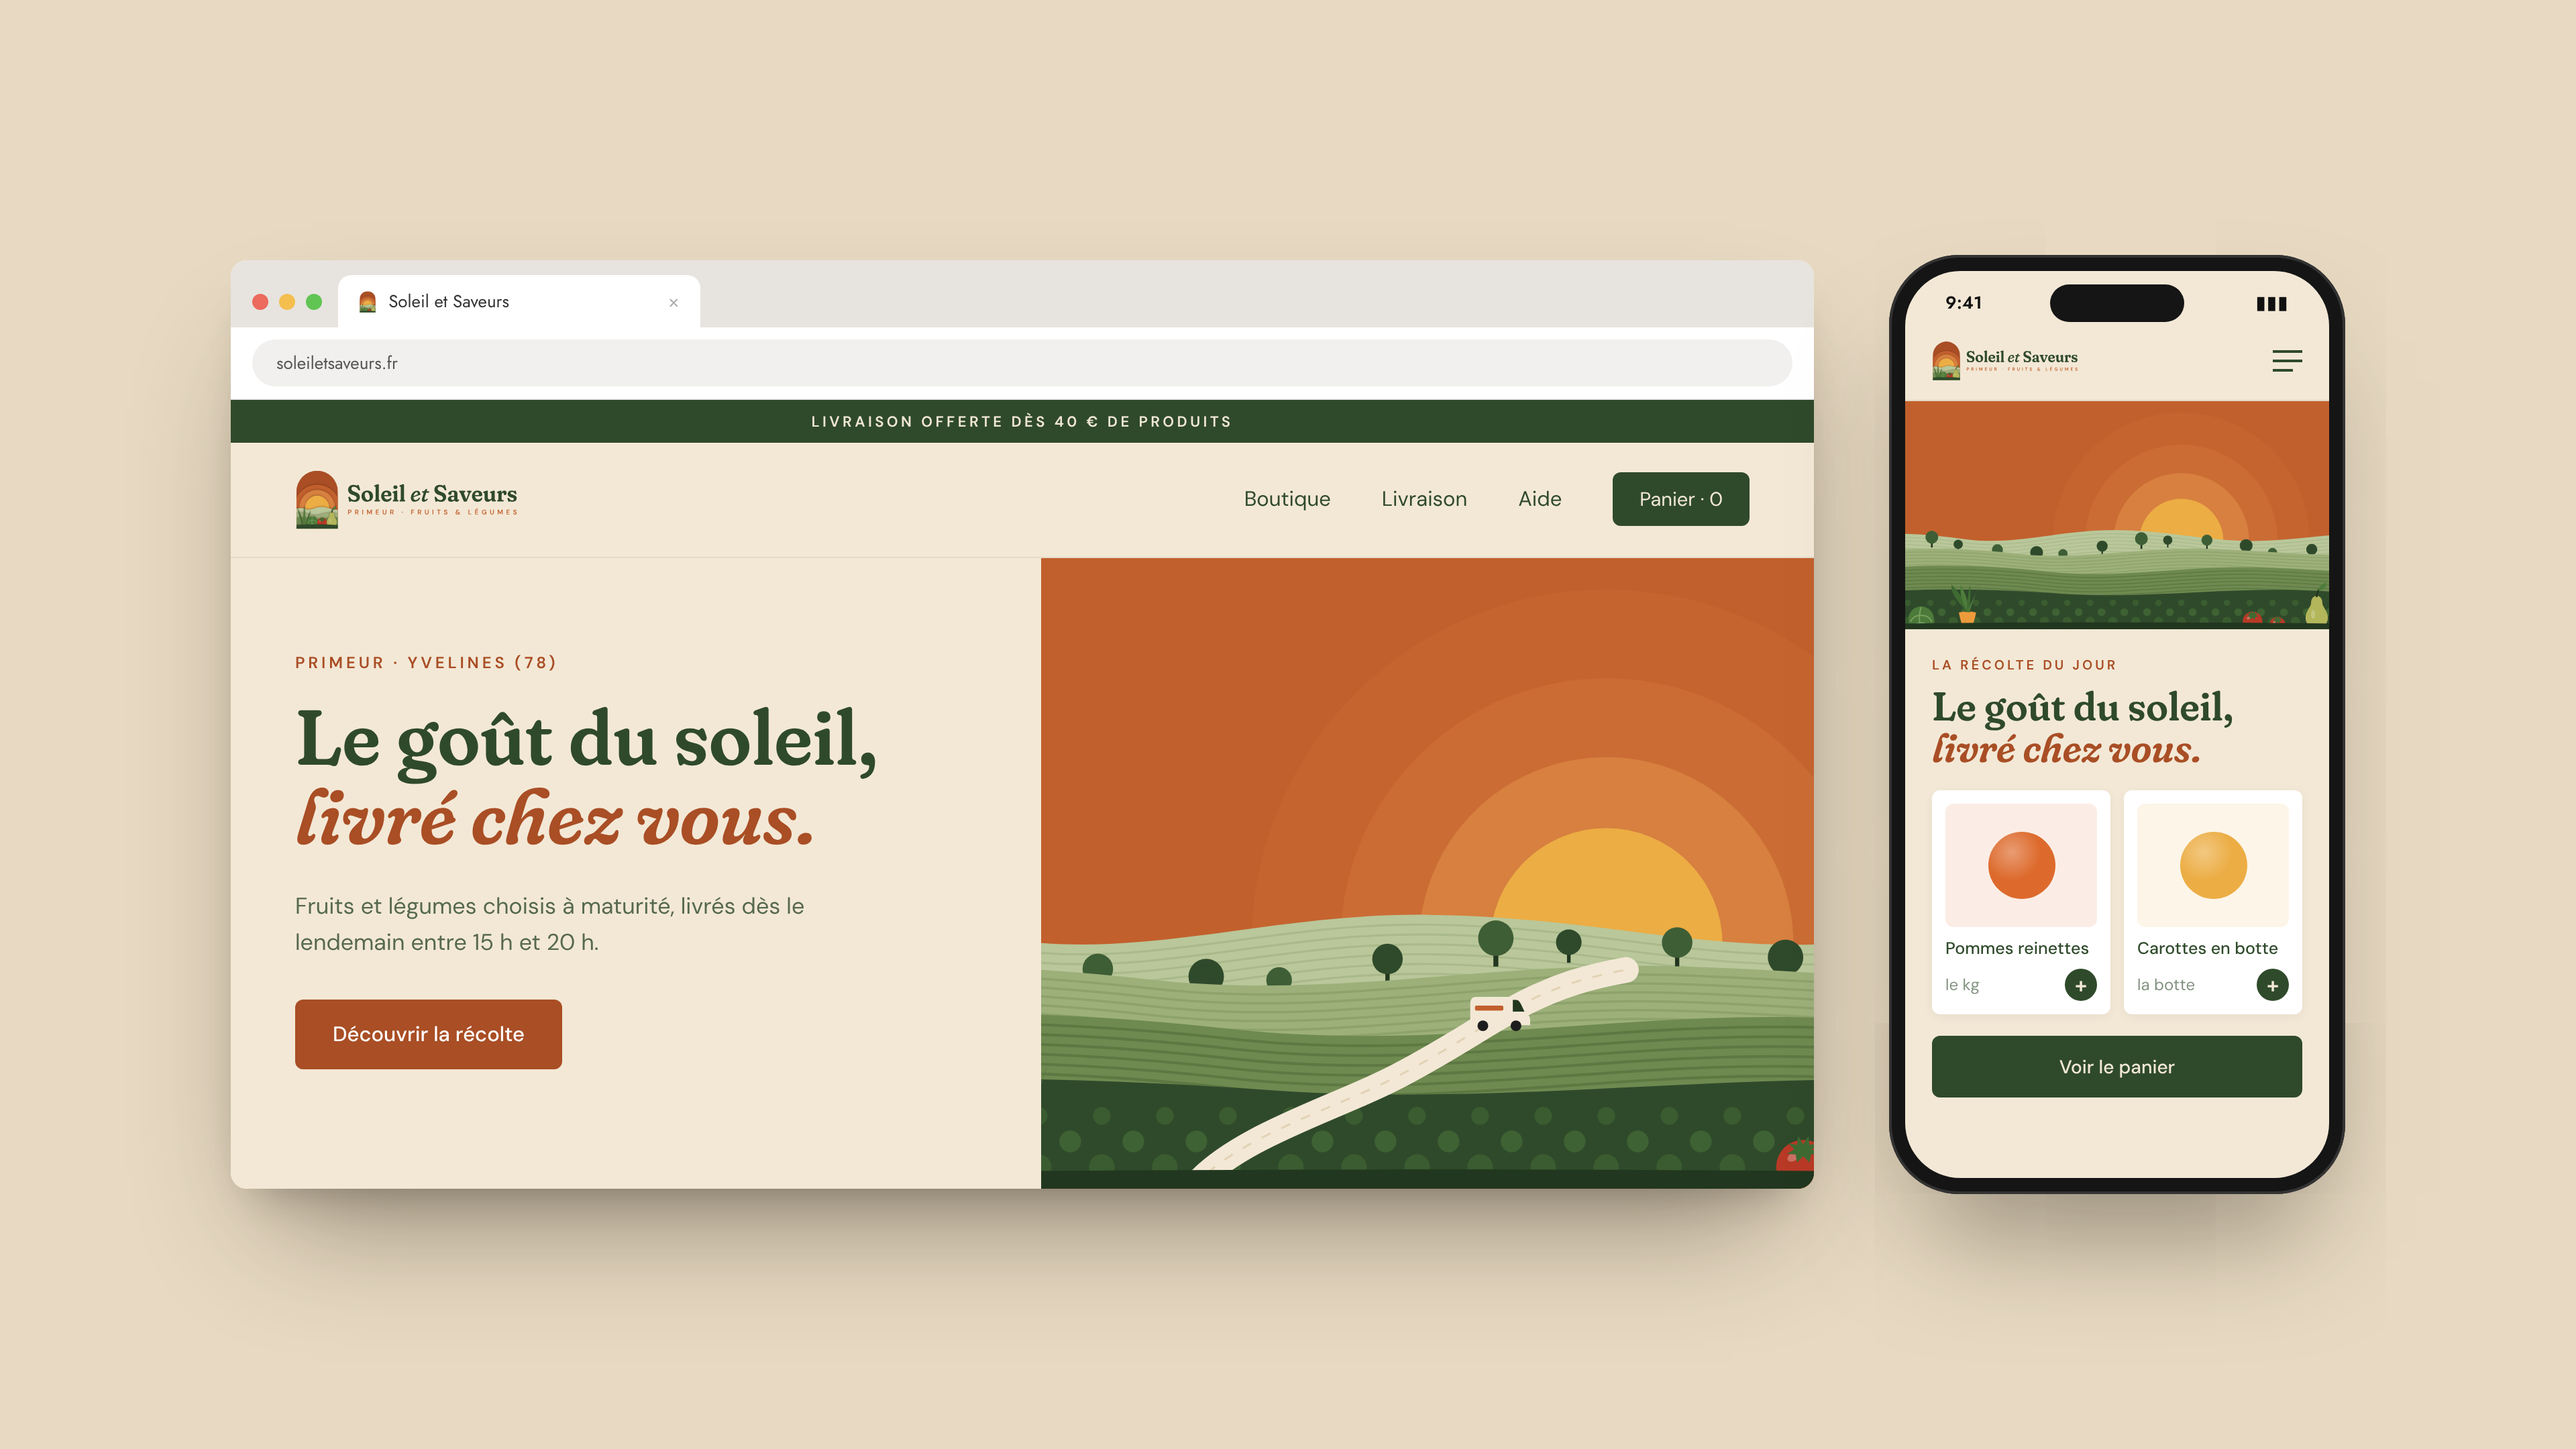 Soleil et Saveurs ×
soleiletsaveurs.fr
LIVRAISON OFFERTE DÈS 40 € DE PRODUITS
Soleil et Saveurs
PRIMEUR · FRUITS & LÉGUMES
Boutique Livraison Aide Panier · 0
PRIMEUR · YVELINES (78)
Le goût du soleil,
livré chez vous.
Fruits et légumes choisis à maturité, livrés dès le
lendemain entre 15 h et 20 h.
Découvrir la récolte
9:41
Soleil et Saveurs
PRIMEUR · FRUITS & LÉGUMES
LA RÉCOLTE DU JOUR
Le goût du soleil,
livré chez vous.
Pommes reinettes
le kg +
Carottes en botte
la botte +
Voir le panier